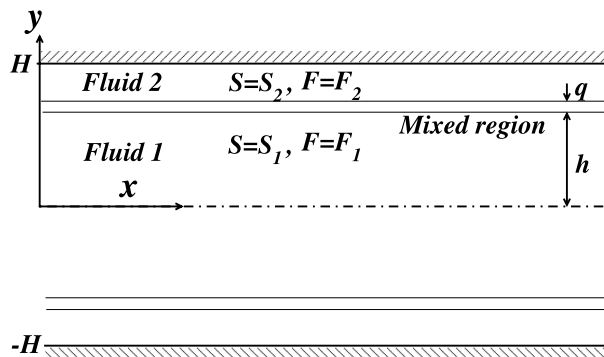 y
H
Fluid 2 S=S₂, F=F₂ q
Mixed region
Fluid 1 S=S₁, F=F₁ h
x
-H